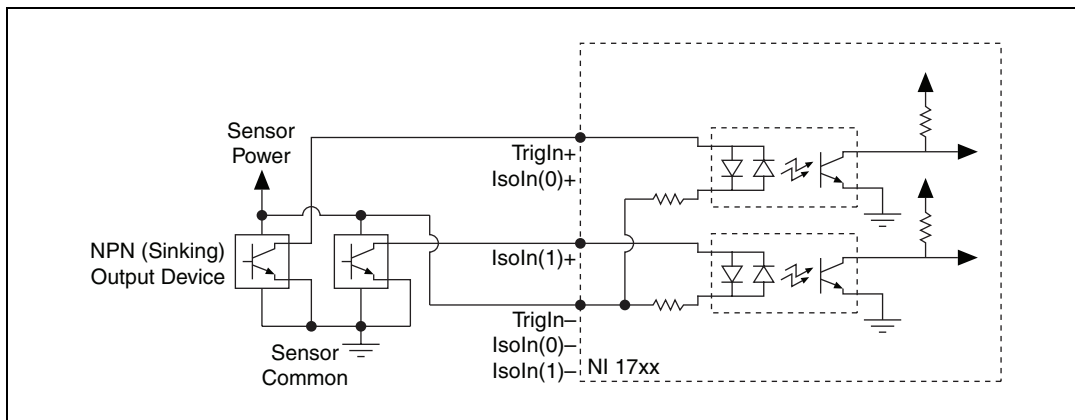 Sensor
Power
TrigIn+
IsoIn(0)+
NPN (Sinking)
Output Device
IsoIn(1)+
TrigIn–
IsoIn(0)–
IsoIn(1)–
NI 17xx
Sensor
Common